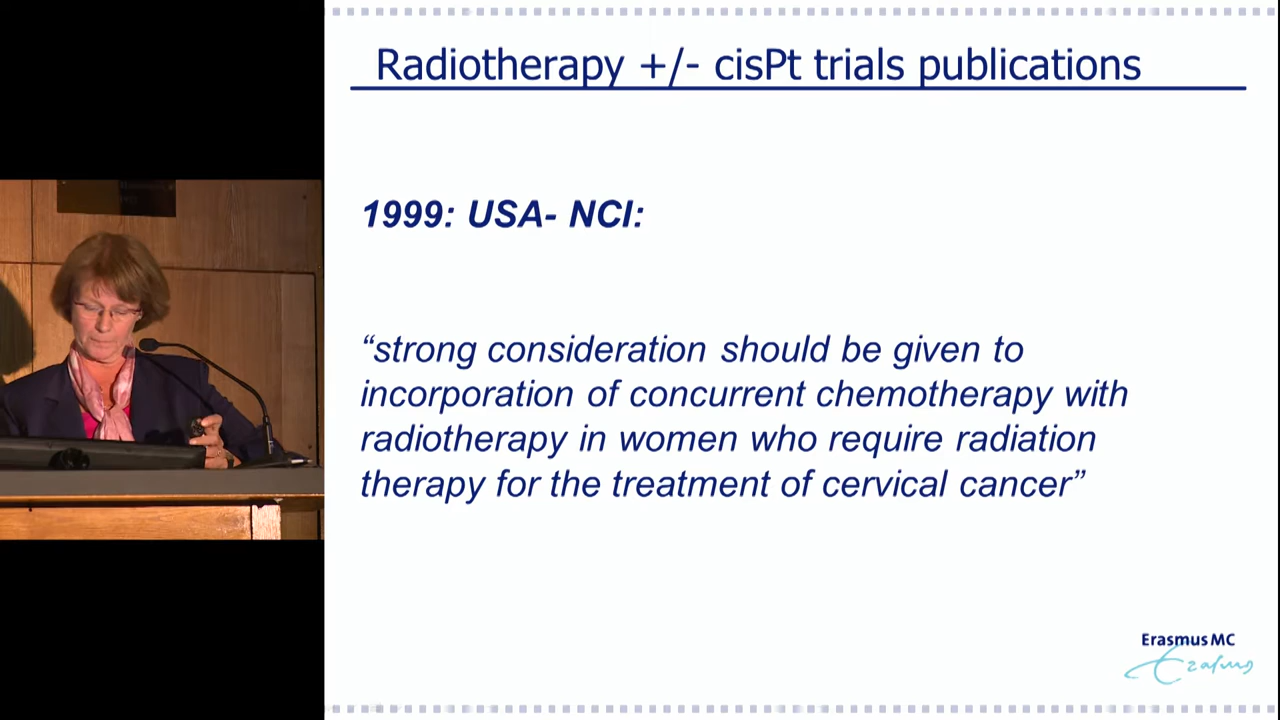 Radiotherapy +/- cisPt trials publications
1999: USA- NCI:
“strong consideration should be given to
incorporation of concurrent chemotherapy with
radiotherapy in women who require radiation
therapy for the treatment of cervical cancer”
Erasmus MC
Erasmus